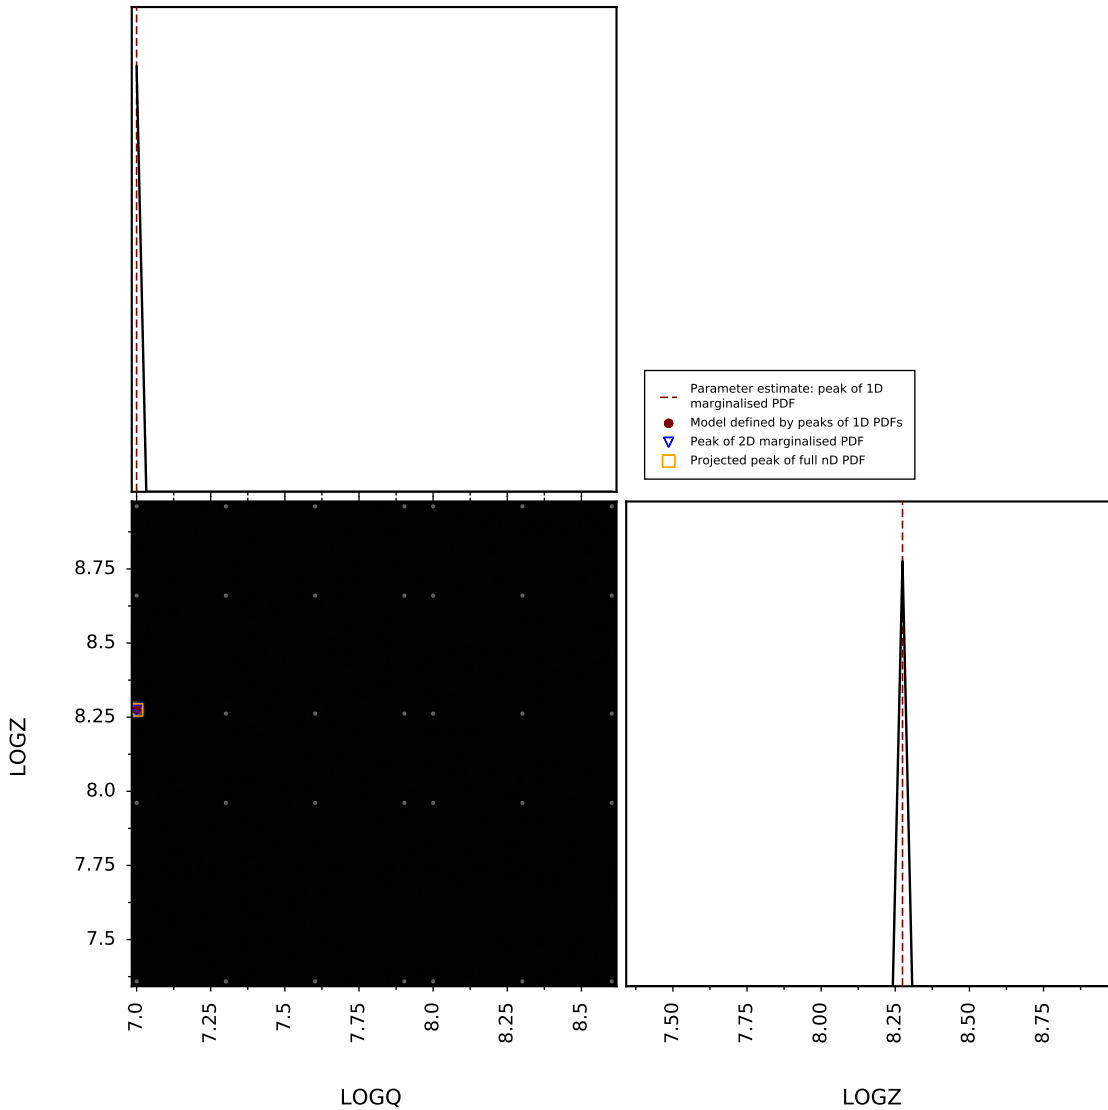 Parameter estimate: peak of 1D
marginalised PDF
Model defined by peaks of 1D PDFs
Peak of 2D marginalised PDF
Projected peak of full nD PDF
8.75
8.5
8.25
8.0
7.75
7.5
LOGZ
7.0 7.25 7.5 7.75 8.0 8.25 8.5
LOGQ
7.50 7.75 8.00 8.25 8.50 8.75
LOGZ